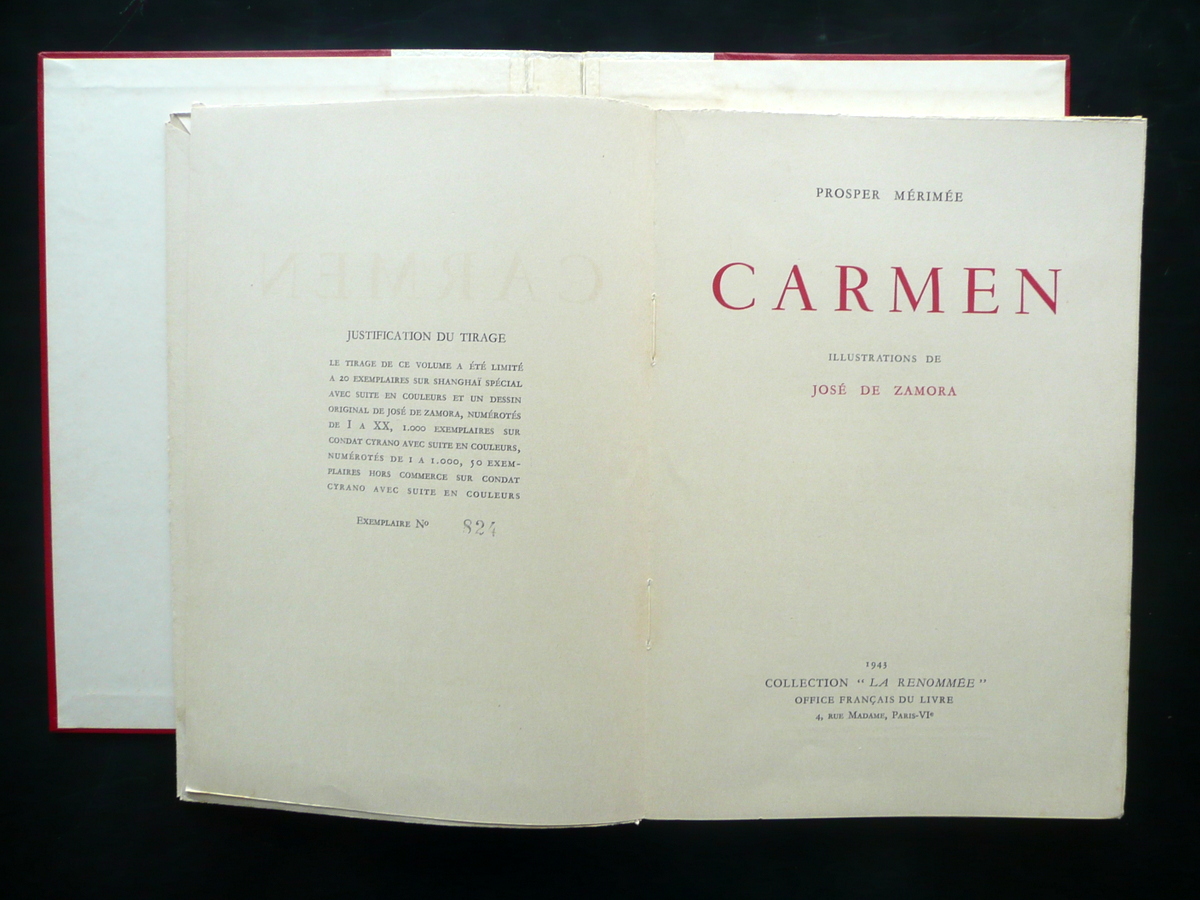 JUSTIFICATION DU TIRAGE
LE TIRAGE DE CE VOLUME A ÉTÉ LIMITÉ
A 20 EXEMPLAIRES SUR SHANGHAÏ SPÉCIAL
AVEC SUITE EN COULEURS ET UN DESSIN
ORIGINAL DE JOSÉ DE ZAMORA, NUMÉROTÉS
DE I A XX, 1.000 EXEMPLAIRES SUR
CONDAT CYRANO AVEC SUITE EN COULEURS,
NUMÉROTÉS DE 1 A 1.000, 50 EXEM-
PLAIRES HORS COMMERCE SUR CONDAT
CYRANO AVEC SUITE EN COULEURS
EXEMPLAIRE Nº 824
PROSPER MÉRIMÉE
CARMEN
ILLUSTRATIONS DE
JOSÉ DE ZAMORA
1943
COLLECTION “ LA RENOMMÉE ”
OFFICE FRANÇAIS DU LIVRE
4, RUE MADAME, PARIS-VIe